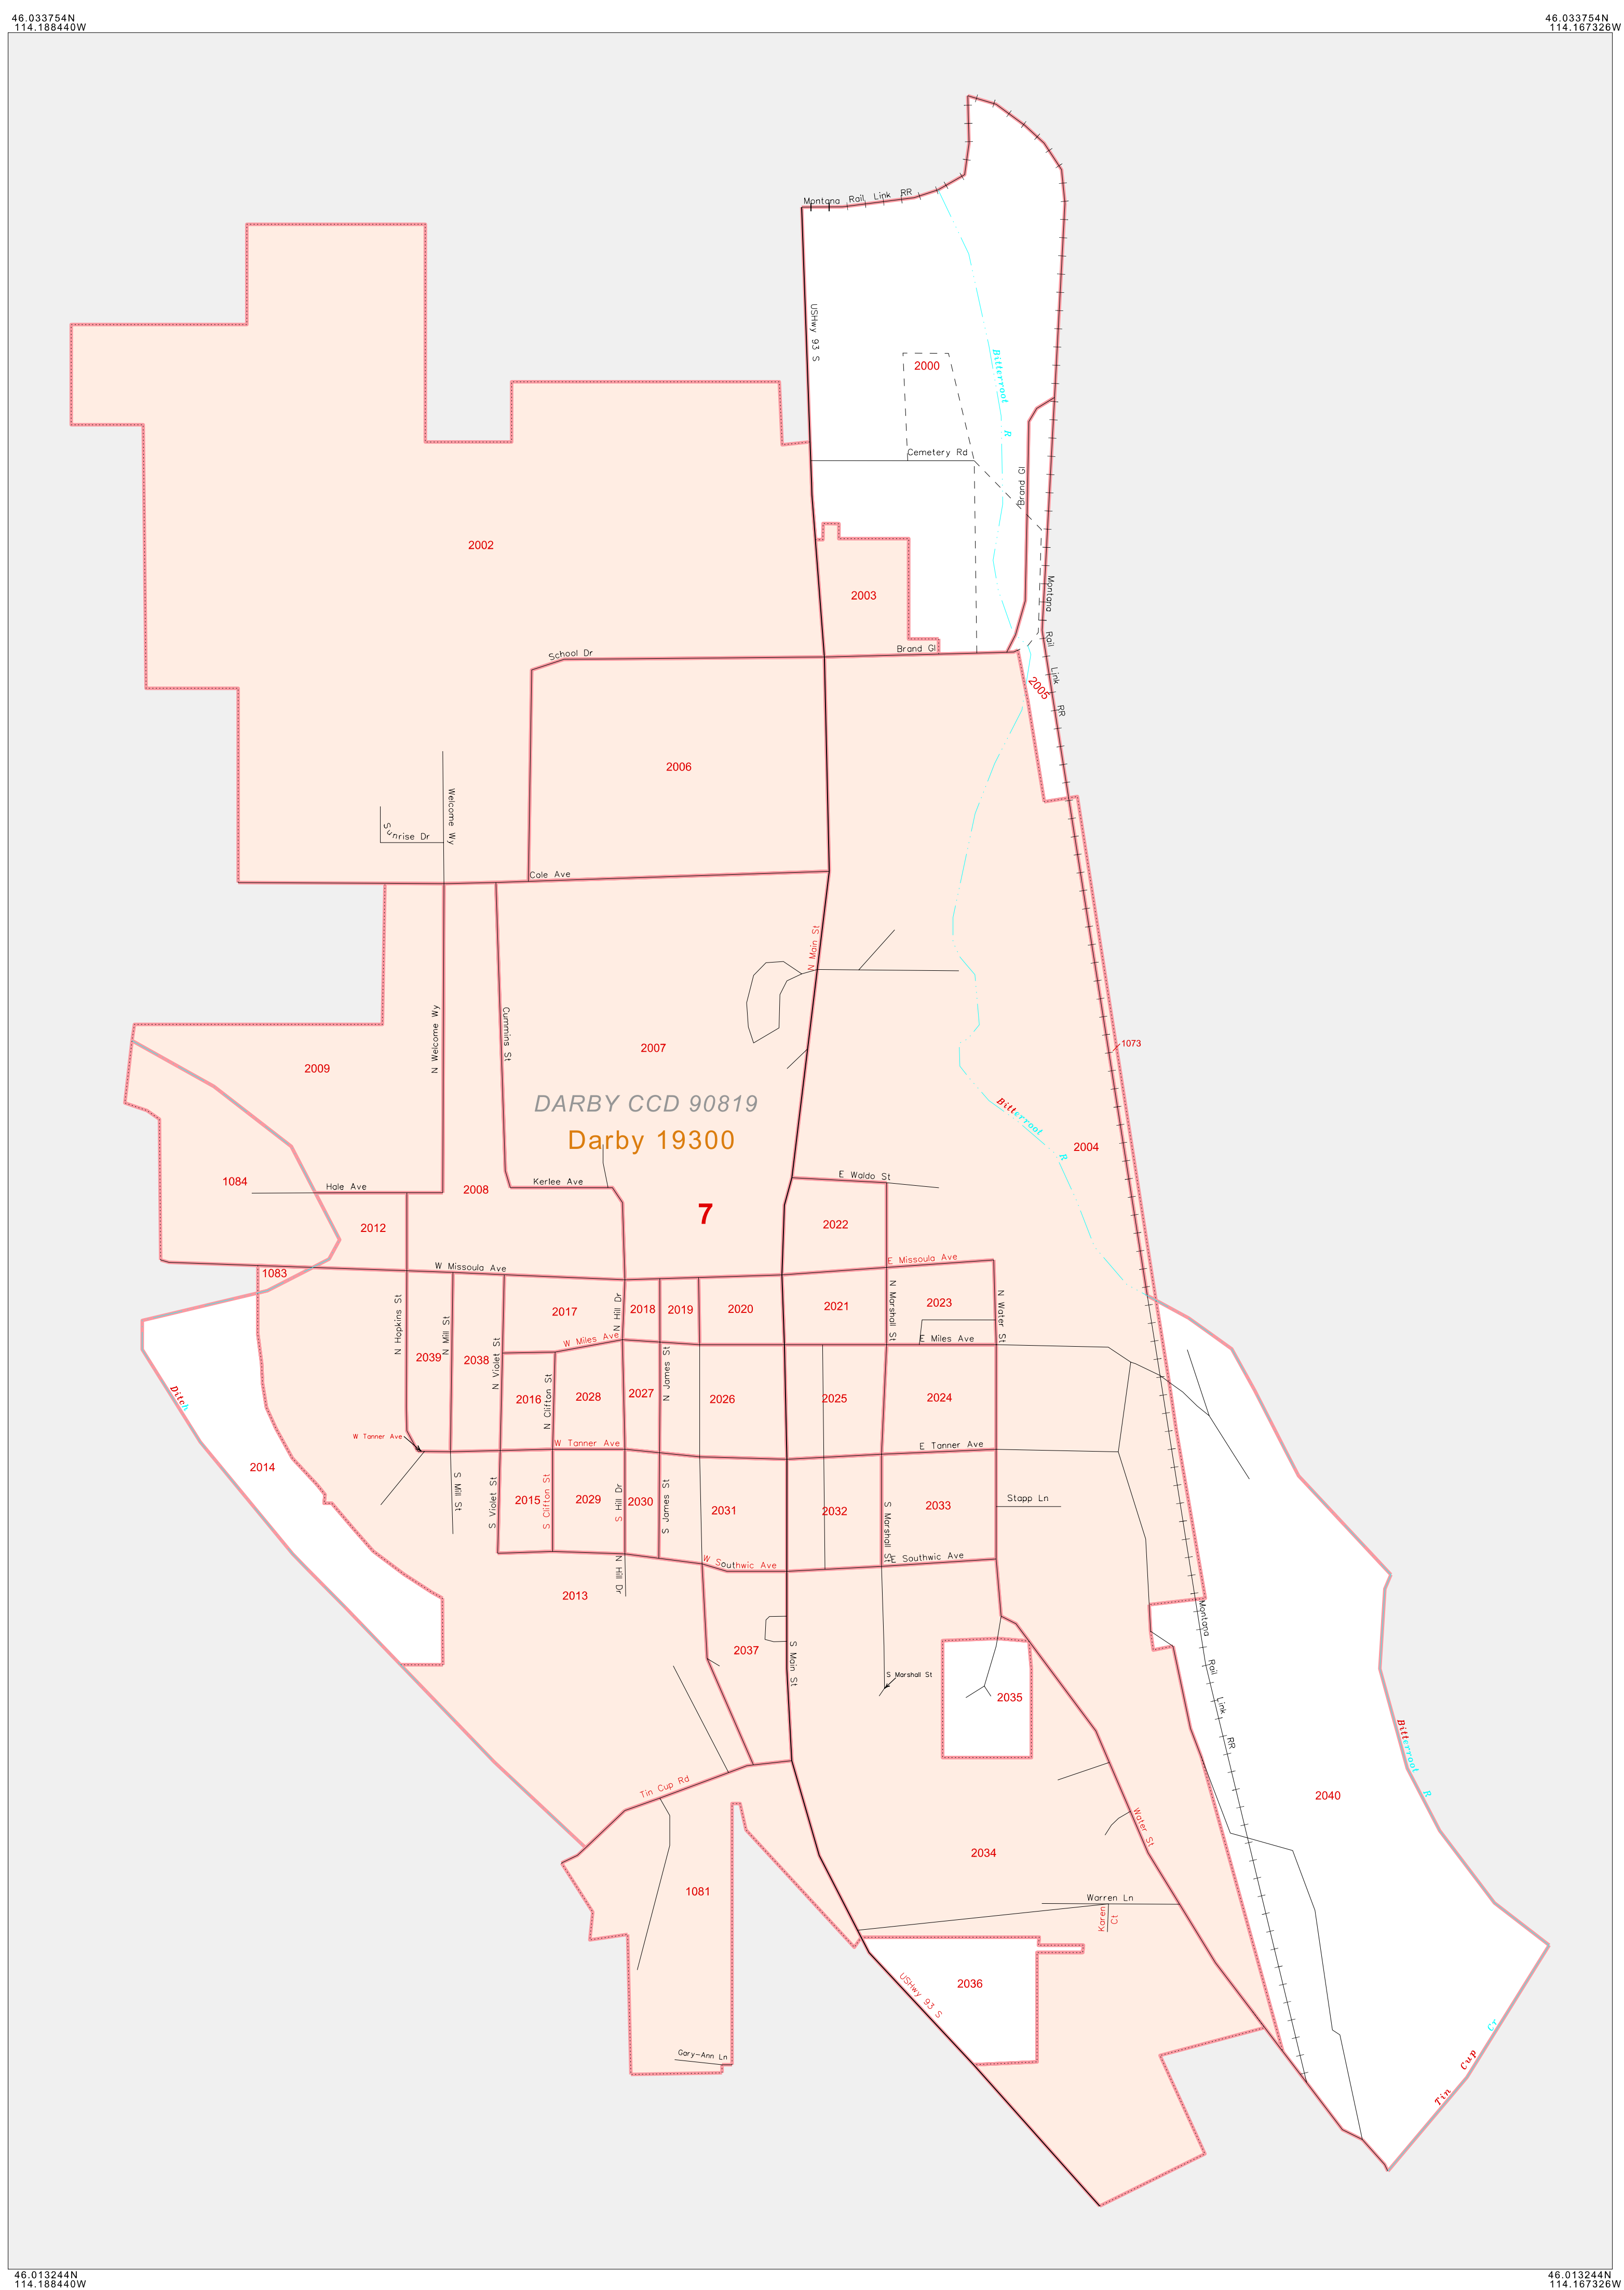 46.033754N
114.188440W
46.033754N
114.167326W
Montana Rail Link RR
USHwy 93 S
2000
Bitterroot R
Cemetery Rd
Brand Gl
2002
2003
Montana Rail Link RR
School Dr
Brand Gl
2005
2006
Welcome Wy
Sunrise Dr
Cole Ave
N Main St
N Welcome Wy
Cummins St
2007
1073
2009
DARBY CCD 90819
Darby 19300
Bitterroot R
2004
1084
Hale Ave
2008
Kerlee Ave
E Waldo St
7
2012
2022
W Missoula Ave
E Missoula Ave
1083
N Hopkins St
N Mill St
2017
N Hill Dr
2018
2019
2020
2021
N Marshall St
2023
N Water St
W Miles Ave
E Miles Ave
2039
2038
N Violet St
2016
N Clifton St
2028
2027
N James St
2026
2025
2024
Ditch
W Tanner Ave
W Tanner Ave
E Tanner Ave
2014
S Mill St
S Violet St
2015
S Clifton St
2029
S Hill Dr
2030
S James St
2031
2032
S Marshall St
2033
Stapp Ln
W Southwic Ave
E Southwic Ave
2013
N Hill Dr
2037
S Main St
S Marshall St
2035
Montana Rail Link RR
Bitterroot R
Tin Cup Rd
2040
Water St
2034
1081
Warren Ln
Karen Ct
2036
USHwy 93 S
Gary-Ann Ln
Tin Cup Cr
46.013244N
114.188440W
46.013244N
114.167326W